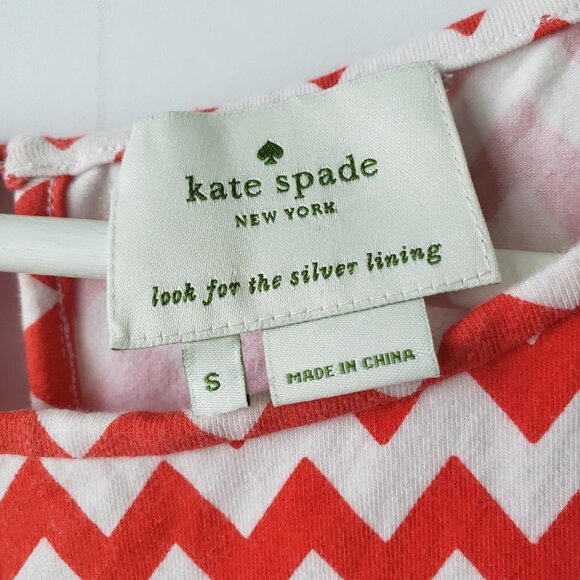 kate spade
NEW YORK
look for the silver lining
S
MADE IN CHINA